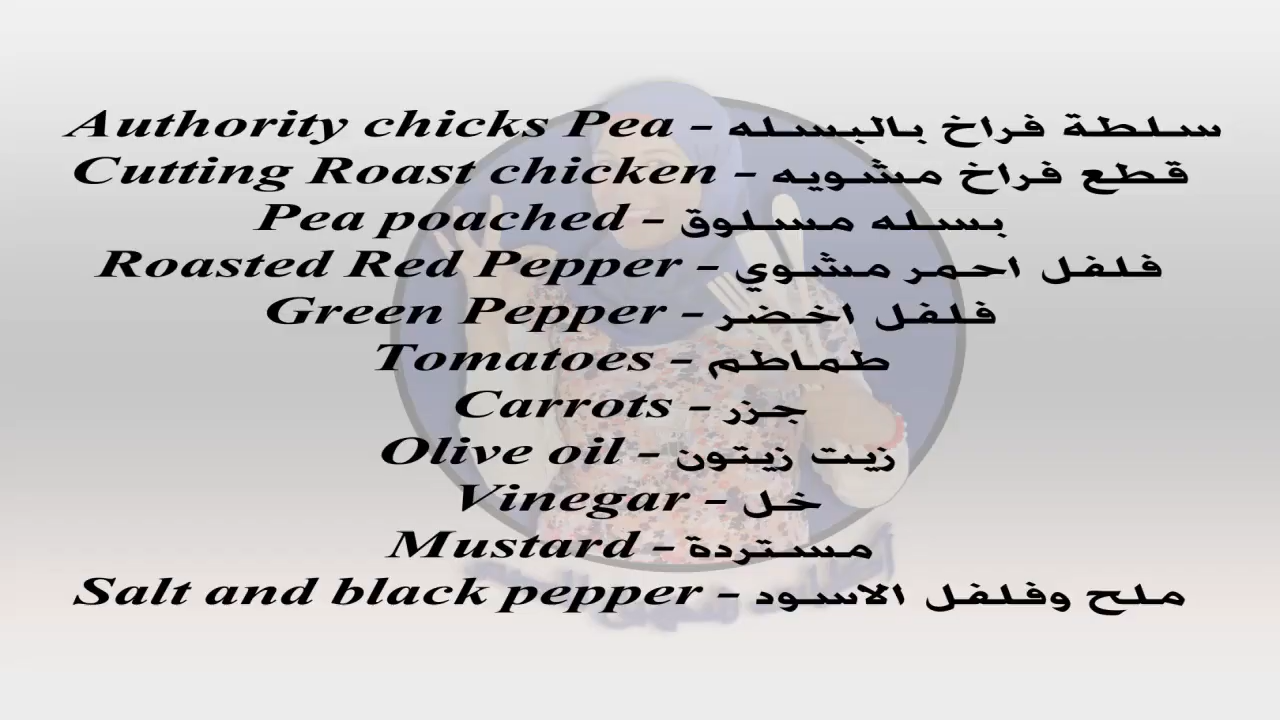 Authority chicks Pea - سلطة فراخ بالبسله
Cutting Roast chicken - قطع فراخ مشويه
Pea poached - بسله مسلوق
Roasted Red Pepper - فلفل احمر مشوي
Green Pepper - فلفل اخضر
Tomatoes - طماطم
Carrots - جزر
Olive oil - زيت زيتون
Vinegar - خل
Mustard - مستردة
Salt and black pepper - ملح وفلفل الاسود